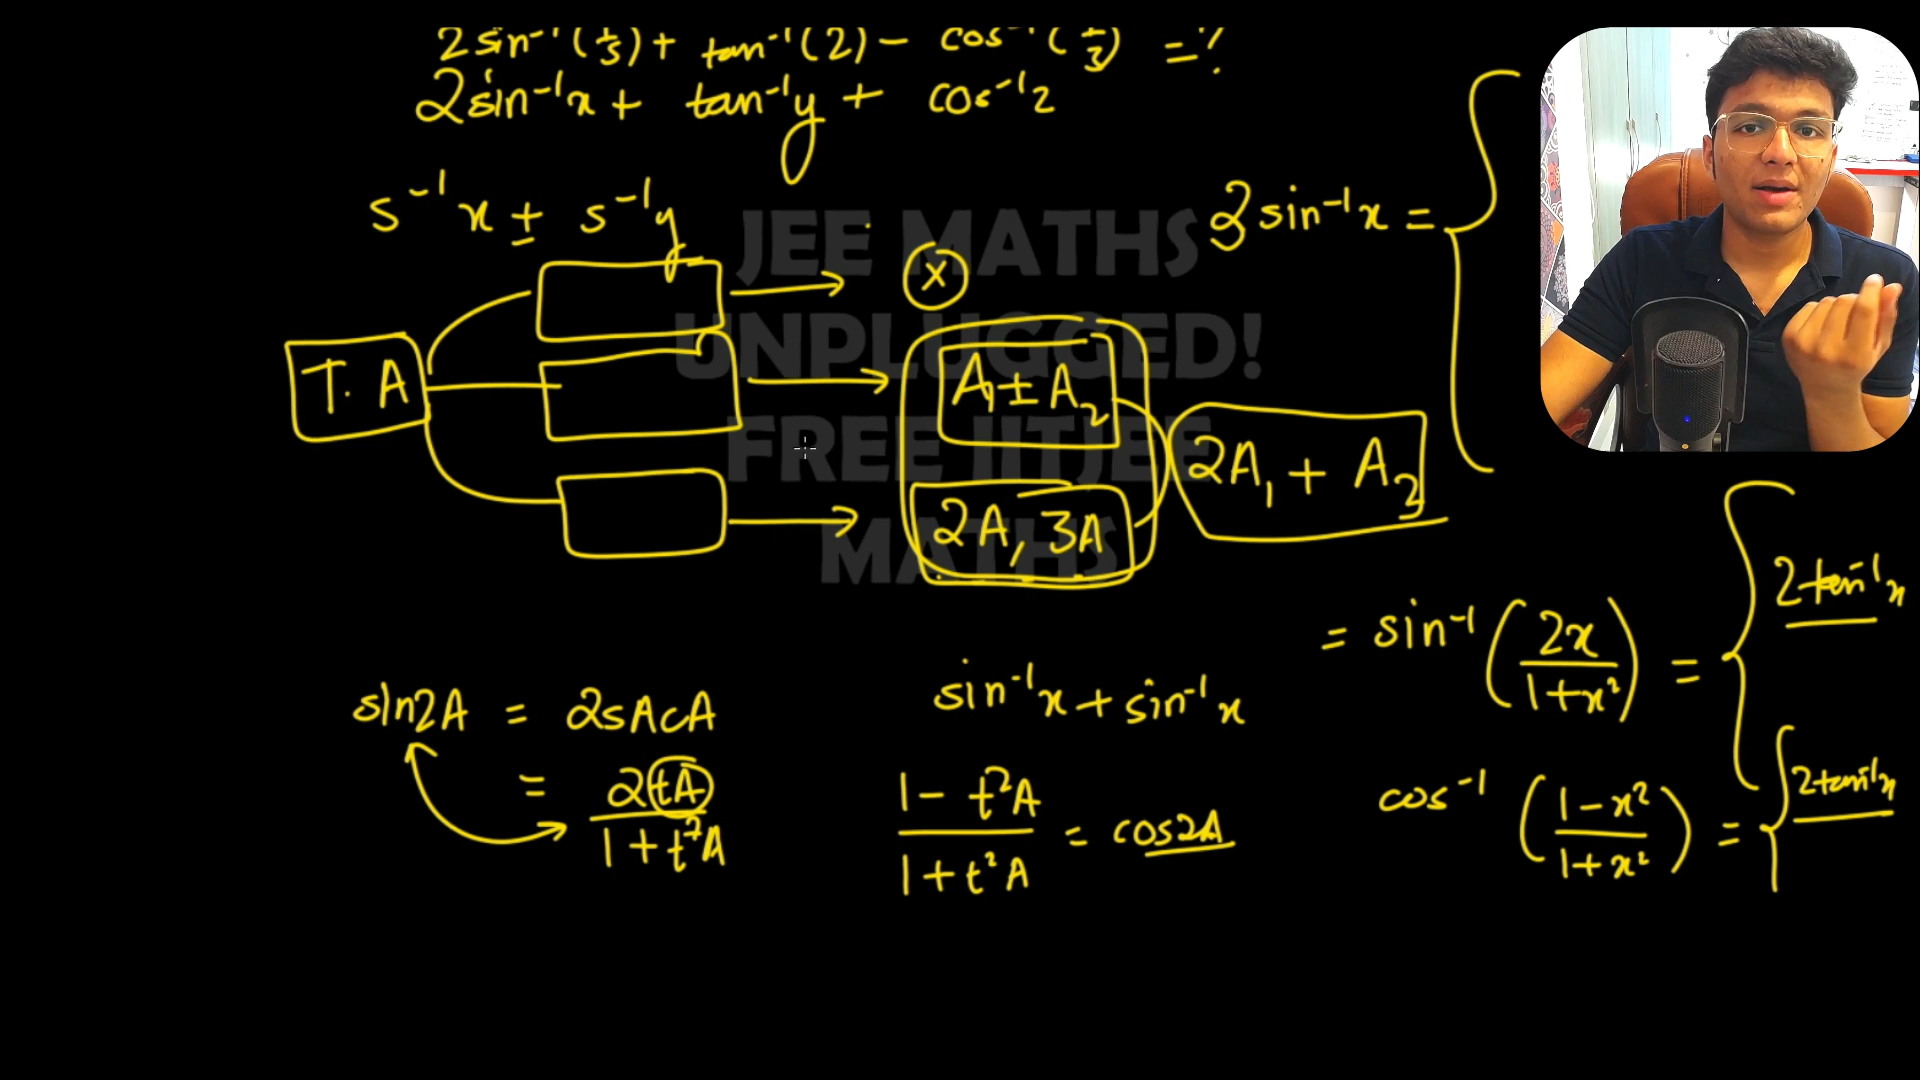 2sin⁻¹(1/3) + tan⁻¹(2) − cos⁻¹(1/3) = ?
2sin⁻¹x + tan⁻¹y + cos⁻¹z
s⁻¹x ± s⁻¹y
3sin⁻¹x = {
JEE MATHS
UNPLUGGED!
FREE IITJEE
MATHS
X
T. A
A₁ ± A₂
2A₁ + A₂
2A, 3A
= sin⁻¹(2x/(1+x²)) = { 2tan⁻¹x
sin2A = 2sAcA
sin⁻¹x + sin⁻¹x
= 2tA/(1+t²A)
(1−t²A)/(1+t²A) = cos2A
cos⁻¹((1−x²)/(1+x²)) = { 2tan⁻¹x